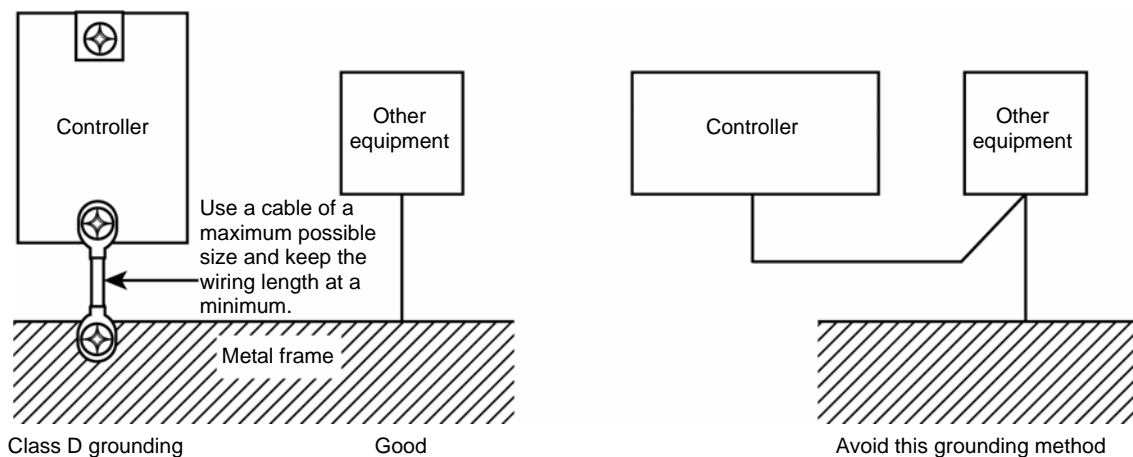 Controller
Other
equipment
Use a cable of a
maximum possible
size and keep the
wiring length at a
minimum.
Metal frame
Class D grounding
Good
Controller
Other
equipment
Avoid this grounding method